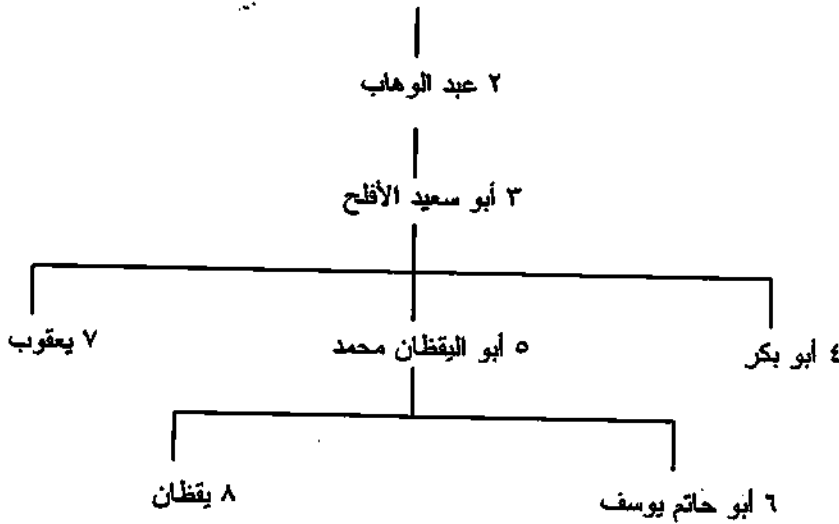 ٢ عبد الوهاب
٣ أبو سعيد الأفلح
٤ أبو بكر
٥ أبو اليقظان محمد
٧ يعقوب
٦ أبو حاتم يوسف
٨ يقظان